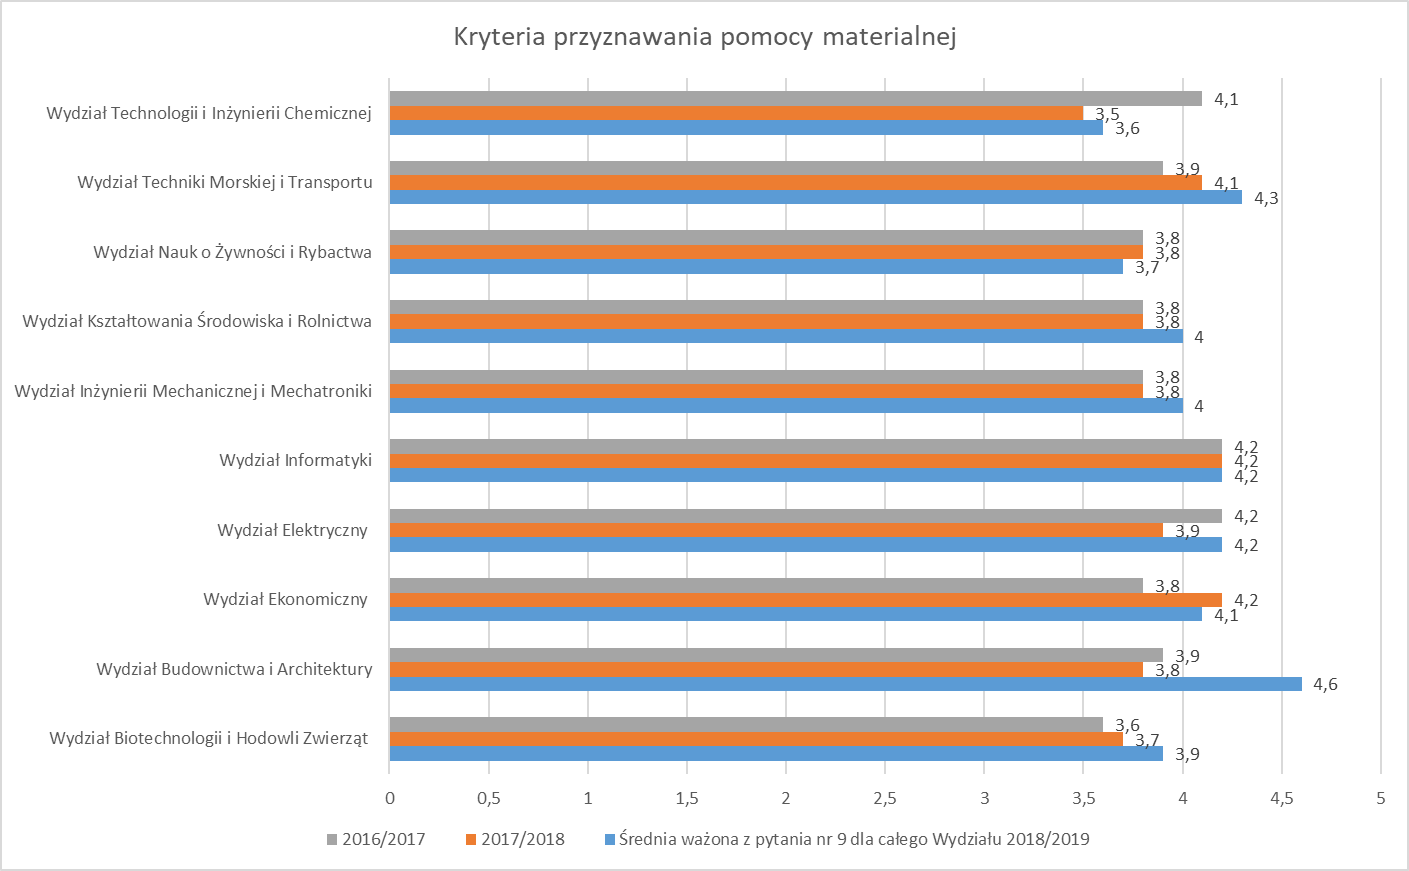 Kryteria przyznawania pomocy materialnej
Wydział Technologii i Inżynierii Chemicznej
4,1
3,5
3,6
Wydział Techniki Morskiej i Transportu
3,9
4,1
4,3
Wydział Nauk o Żywności i Rybactwa
3,8
3,8
3,7
Wydział Kształtowania Środowiska i Rolnictwa
3,8
3,8
4
Wydział Inżynierii Mechanicznej i Mechatroniki
3,8
3,8
4
Wydział Informatyki
4,2
4,2
4,2
Wydział Elektryczny
4,2
3,9
4,2
Wydział Ekonomiczny
3,8
4,2
4,1
Wydział Budownictwa i Architektury
3,9
3,8
4,6
Wydział Biotechnologii i Hodowli Zwierząt
3,6
3,7
3,9
0 0,5 1 1,5 2 2,5 3 3,5 4 4,5 5
2016/2017 2017/2018 Średnia ważona z pytania nr 9 dla całego Wydziału 2018/2019